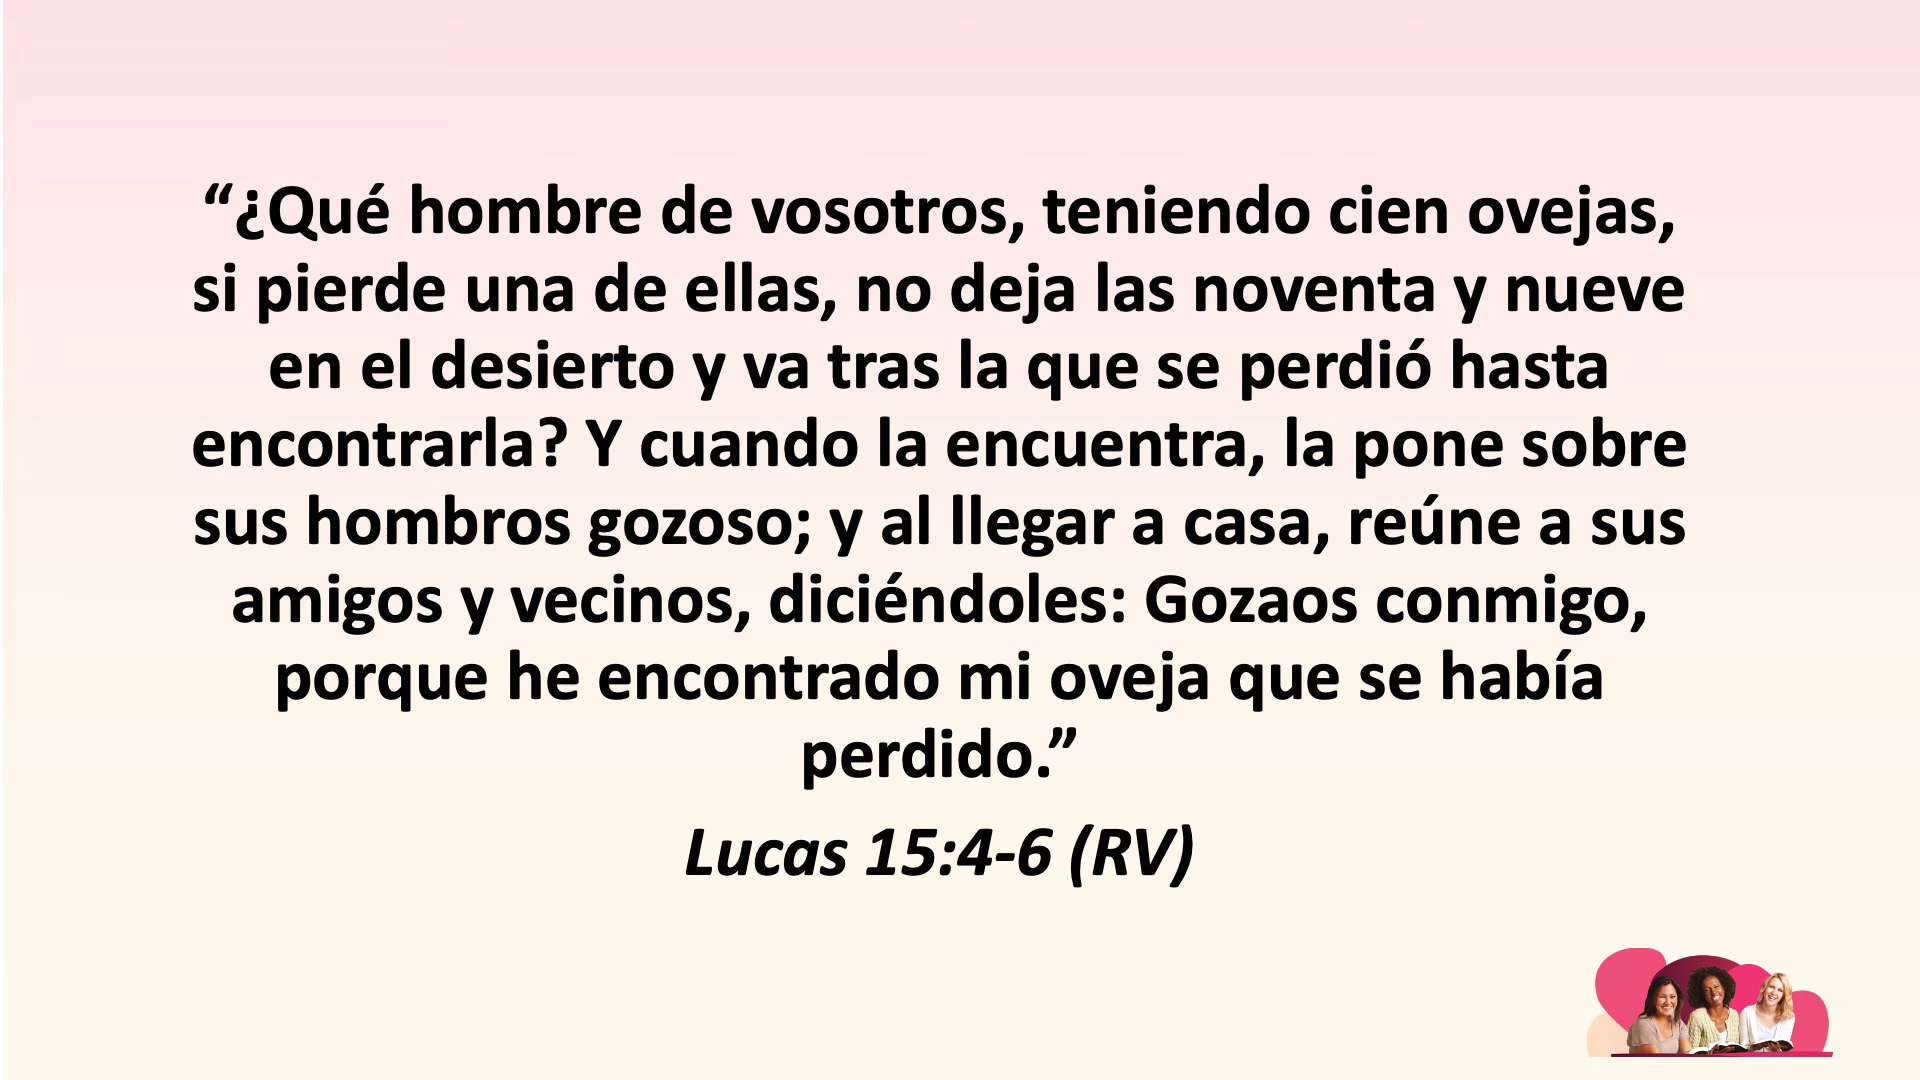 “¿Qué hombre de vosotros, teniendo cien ovejas,
si pierde una de ellas, no deja las noventa y nueve
en el desierto y va tras la que se perdió hasta
encontrarla? Y cuando la encuentra, la pone sobre
sus hombros gozoso; y al llegar a casa, reúne a sus
amigos y vecinos, diciéndoles: Gozaos conmigo,
porque he encontrado mi oveja que se había
perdido.”
Lucas 15:4-6 (RV)